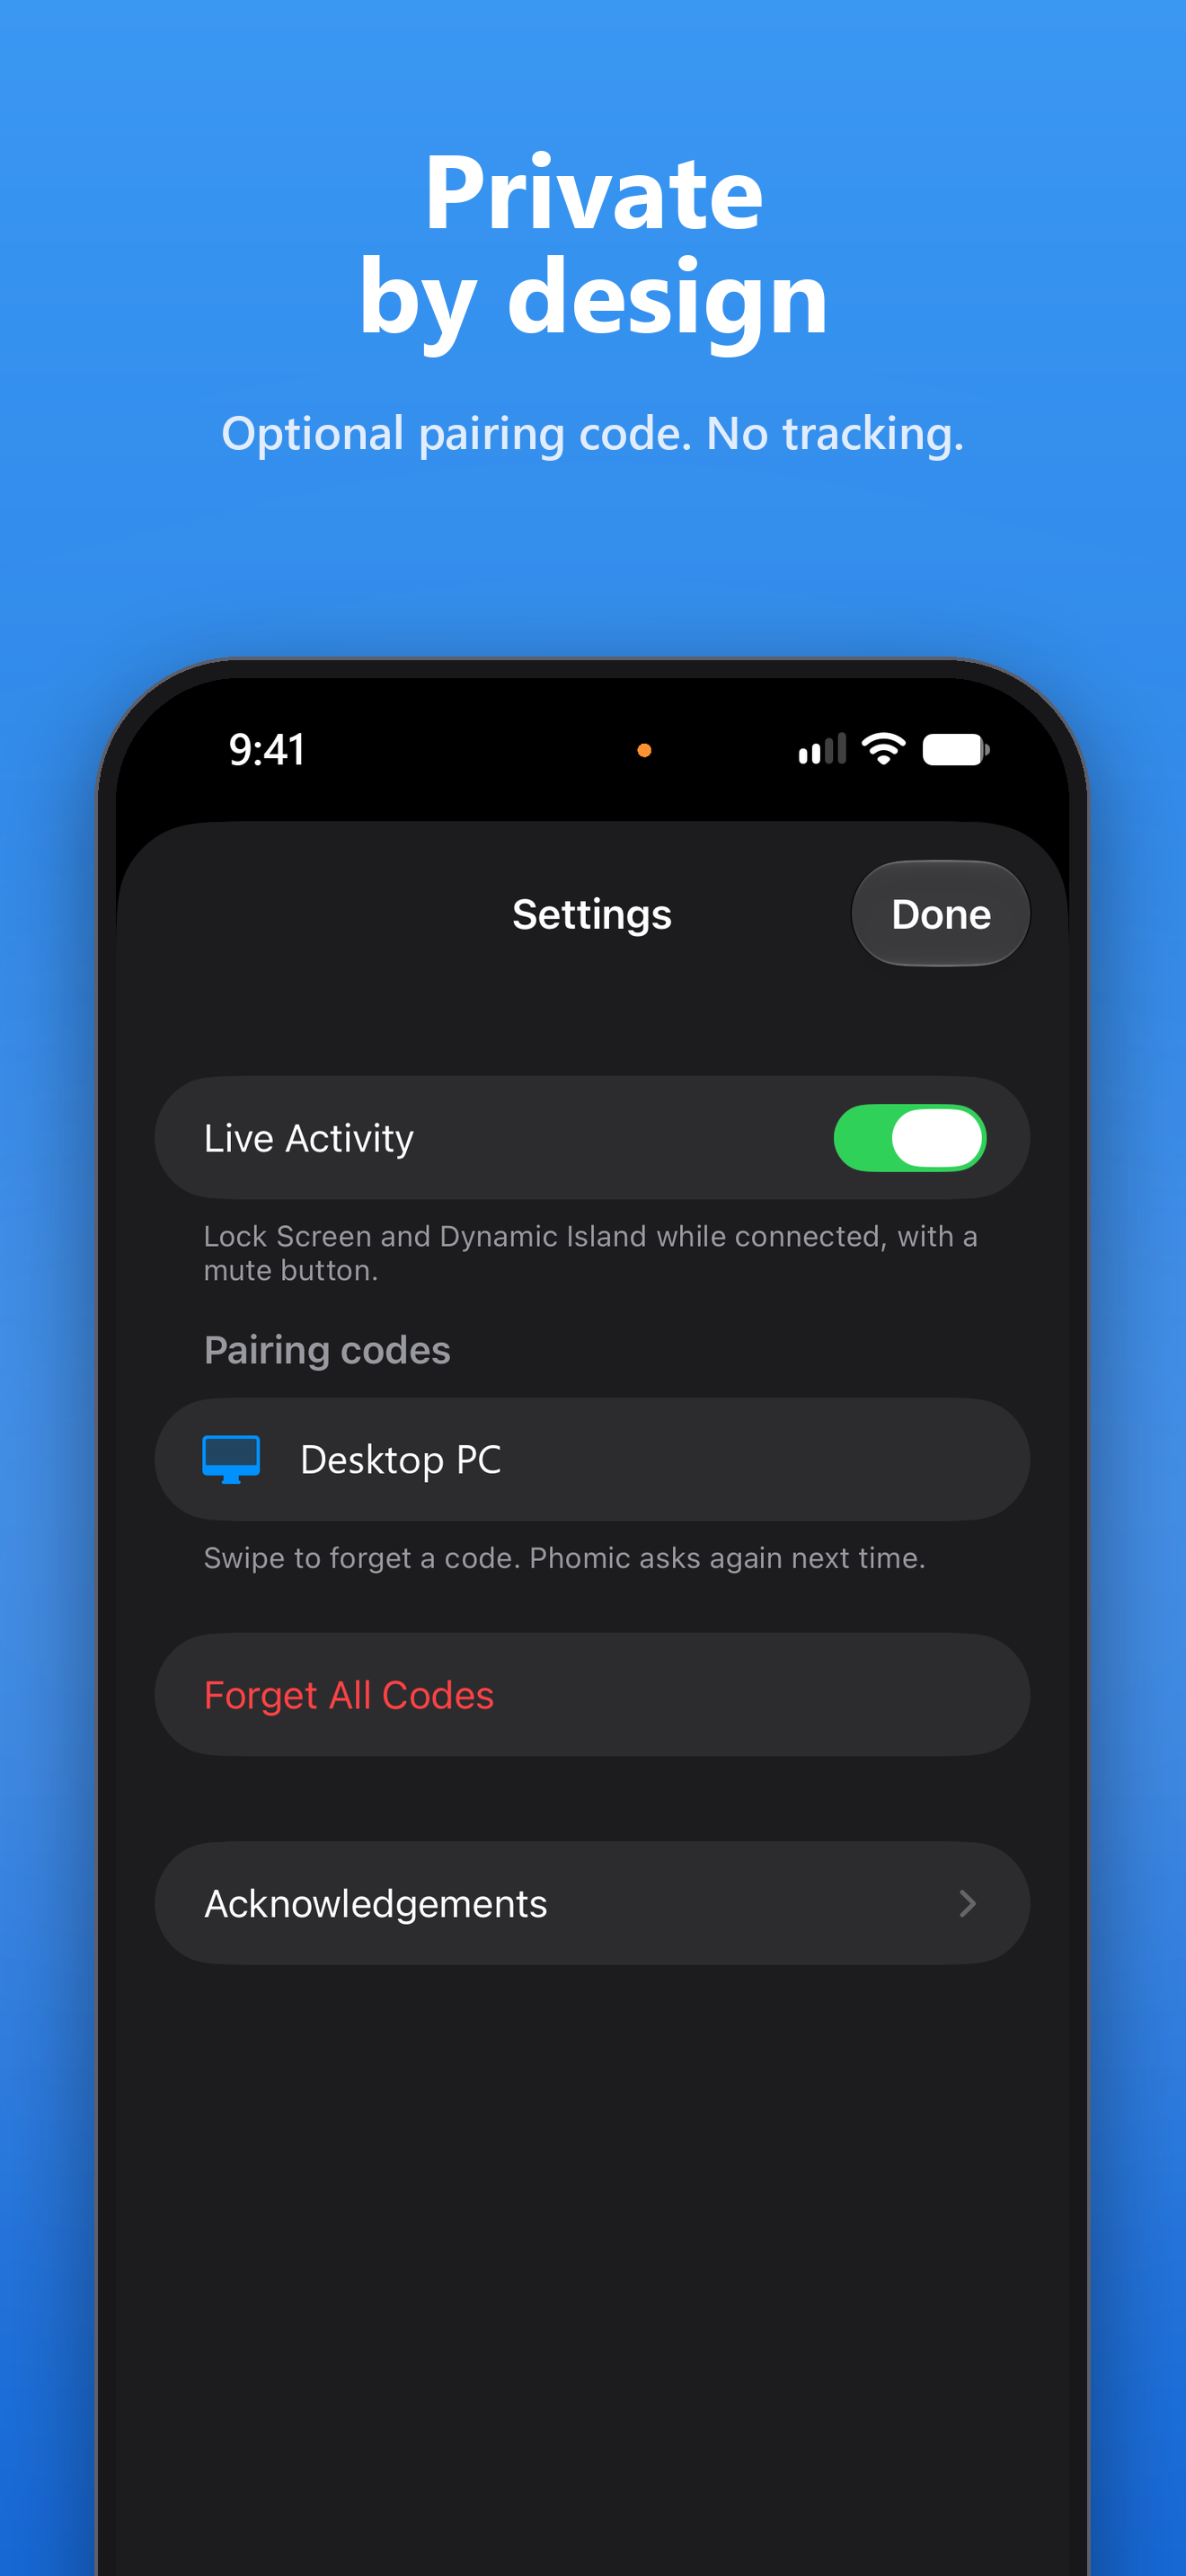 Private
by design
Optional pairing code. No tracking.
9:41
Settings
Done
Live Activity
Lock Screen and Dynamic Island while connected, with a
mute button.
Pairing codes
Desktop PC
Swipe to forget a code. Phomic asks again next time.
Forget All Codes
Acknowledgements